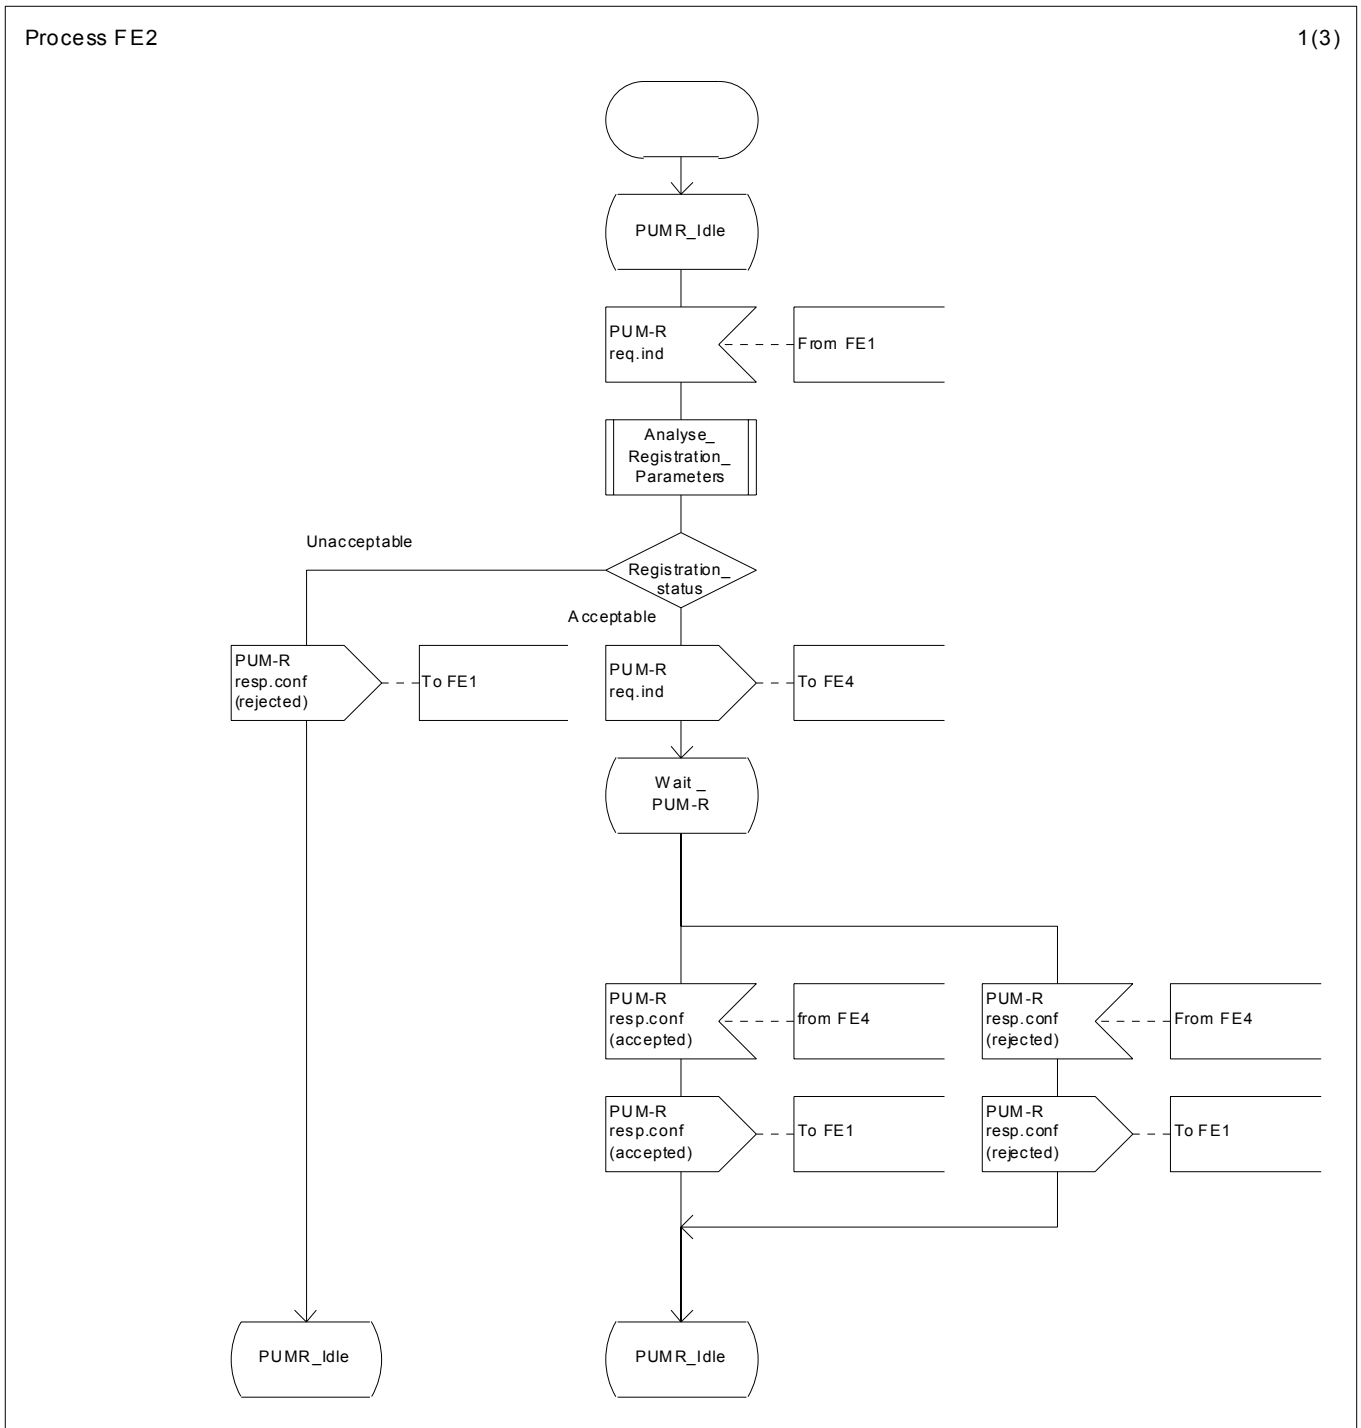 Process FE2
1(3)
PUMR_Idle
PUM-R
req.ind
From FE1
Analyse_
Registration_
Parameters
Unacceptable
Registration_
status
Acceptable
PUM-R
resp.conf
(rejected)
To FE1
PUM-R
req.ind
To FE4
Wait_
PUM-R
PUM-R
resp.conf
(accepted)
from FE4
PUM-R
resp.conf
(rejected)
From FE4
PUM-R
resp.conf
(accepted)
To FE1
PUM-R
resp.conf
(rejected)
To FE1
PUMR_Idle
PUMR_Idle